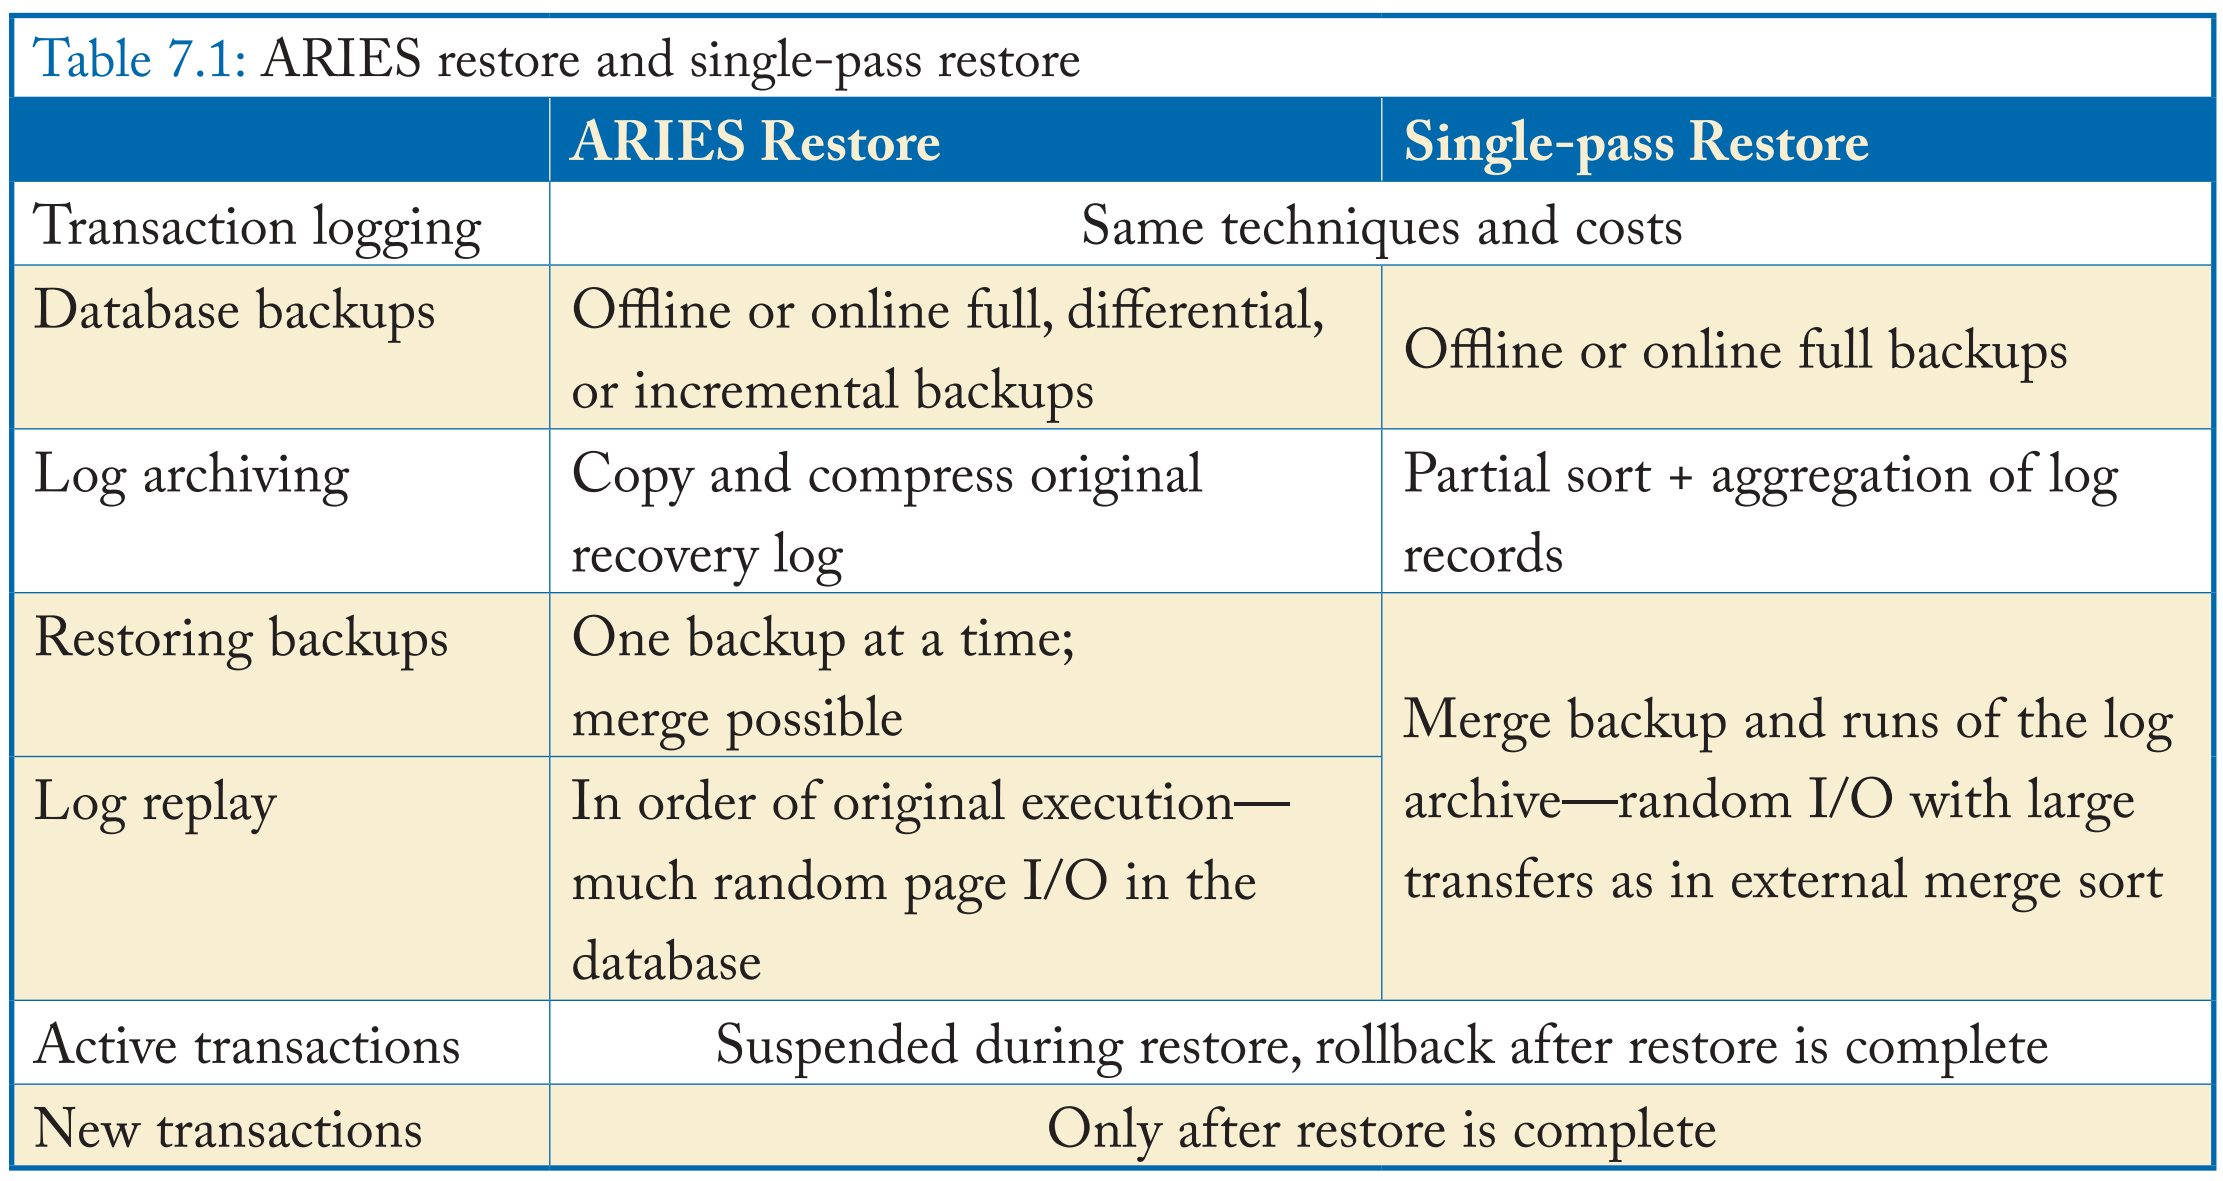 Table 7.1: ARIES restore and single-pass restore
ARIES Restore
Single-pass Restore
Transaction logging
Same techniques and costs
Database backups
Offline or online full, differential,
or incremental backups
Offline or online full backups
Log archiving
Copy and compress original
recovery log
Partial sort + aggregation of log
records
Restoring backups
One backup at a time;
merge possible
Merge backup and runs of the log
archive—random I/O with large
transfers as in external merge sort
Log replay
In order of original execution—
much random page I/O in the
database
Active transactions
Suspended during restore, rollback after restore is complete
New transactions
Only after restore is complete